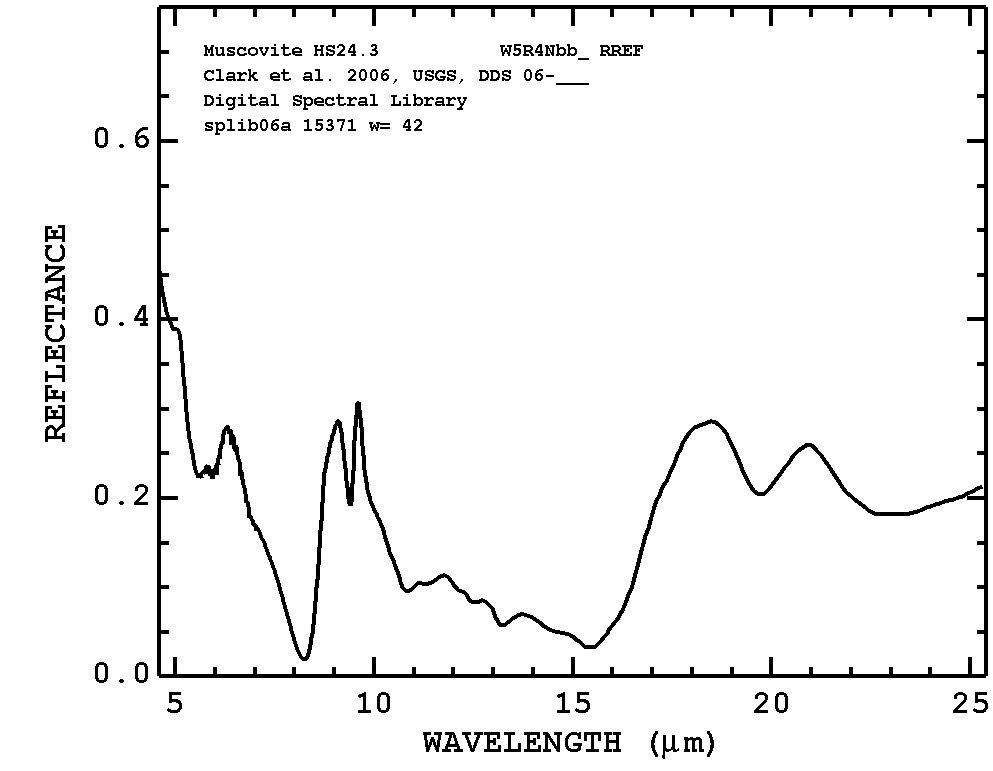 Muscovite HS24.3 W5R4Nbb_ RREF
Clark et al. 2006, USGS, DDS 06-___
Digital Spectral Library
splib06a 15371 w= 42
0.6
0.4
0.2
0.0
REFLECTANCE
5 10 15 20 25
WAVELENGTH (μm)